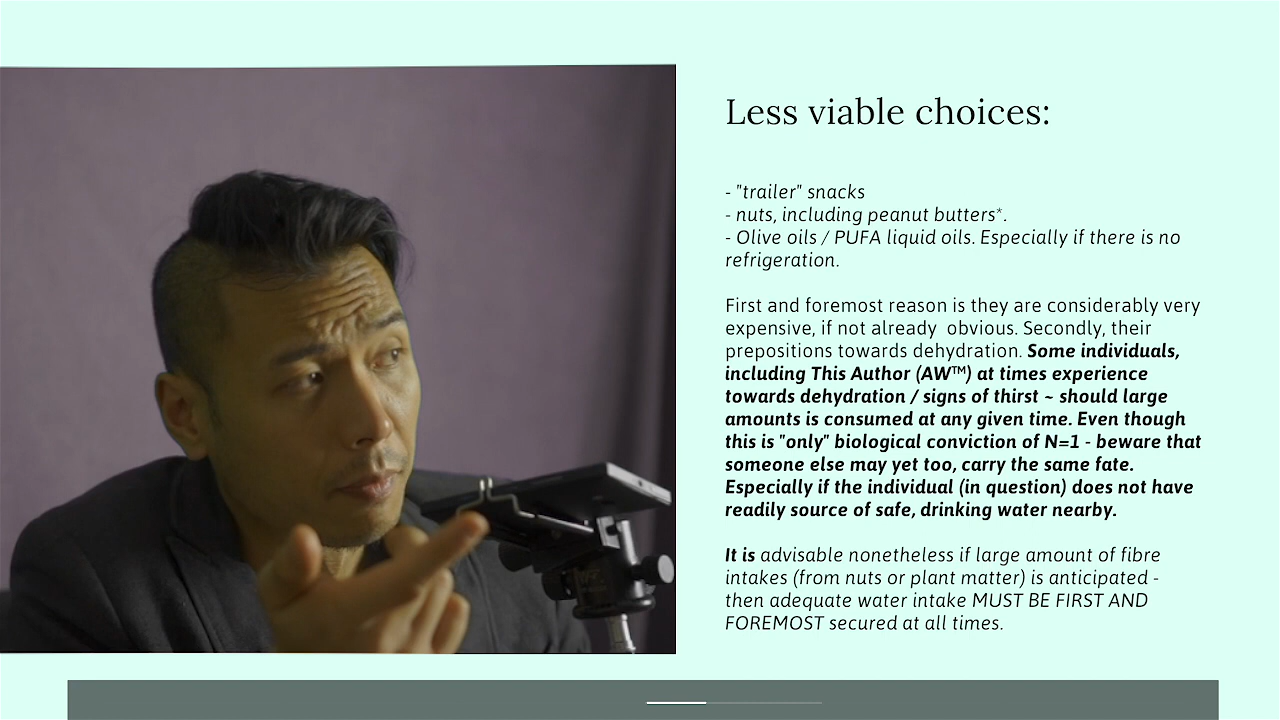 Less viable choices:
- "trailer" snacks
- nuts, including peanut butters*.
- Olive oils / PUFA liquid oils. Especially if there is no
refrigeration.
First and foremost reason is they are considerably very
expensive, if not already  obvious. Secondly, their
prepositions towards dehydration. Some individuals,
including This Author (AW™) at times experience
towards dehydration / signs of thirst ~ should large
amounts is consumed at any given time. Even though
this is "only" biological conviction of N=1 - beware that
someone else may yet too, carry the same fate.
Especially if the individual (in question) does not have
readily source of safe, drinking water nearby.
It is advisable nonetheless if large amount of fibre
intakes (from nuts or plant matter) is anticipated -
then adequate water intake MUST BE FIRST AND
FOREMOST secured at all times.